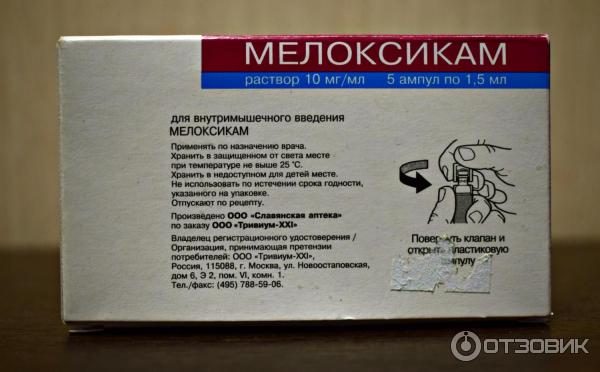 МЕЛОКСИКАМ
раствор 10 мг/мл 5 ампул по 1,5 мл
для внутримышечного введения
МЕЛОКСИКАМ
Применять по назначению врача.
Хранить в защищенном от света месте
при температуре не выше 25 °С.
Хранить в недоступном для детей месте.
Не использовать по истечении срока годности,
указанного на упаковке.
Отпускают по рецепту.
Произведено ООО «Славянская аптека»
по заказу ООО «Тривиум-XXI»
Владелец регистрационного удостоверения /
Организация, принимающая претензии
потребителей: ООО «Тривиум-XXI»,
Россия, 115088, г. Москва, ул. Новоостаповская,
дом 6, Э 2, пом. VI, комн. 1.
Тел./факс: (495) 788-59-06.
клапан и
ОТЗОВИК